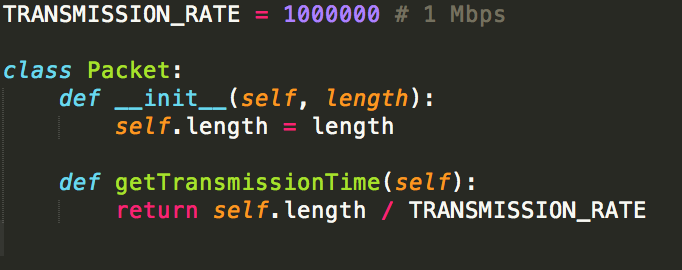 TRANSMISSION_RATE = 1000000 # 1 Mbps
class Packet:
    def __init__(self, length):
        self.length = length
    def getTransmissionTime(self):
        return self.length / TRANSMISSION_RATE